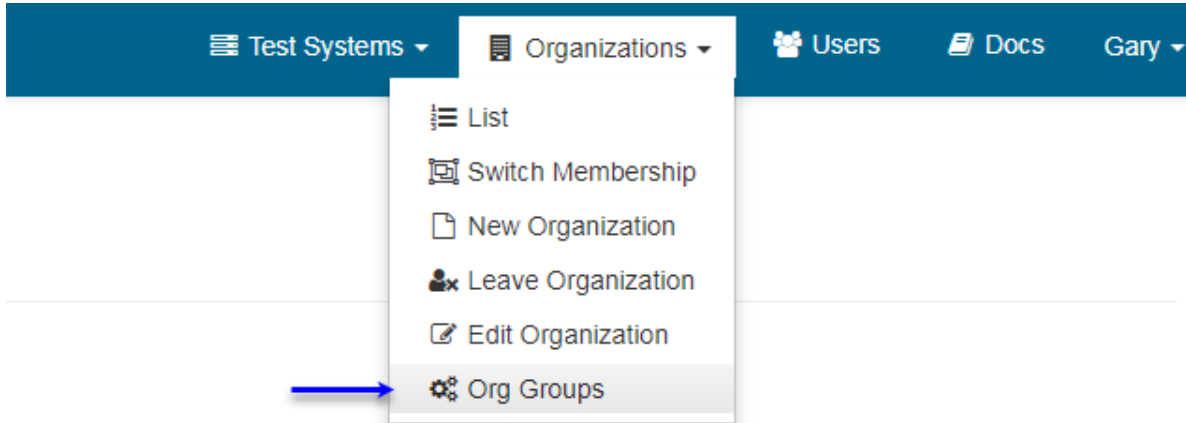 Test Systems Organizations Users Docs Gary
List
Switch Membership
New Organization
Leave Organization
Edit Organization
Org Groups